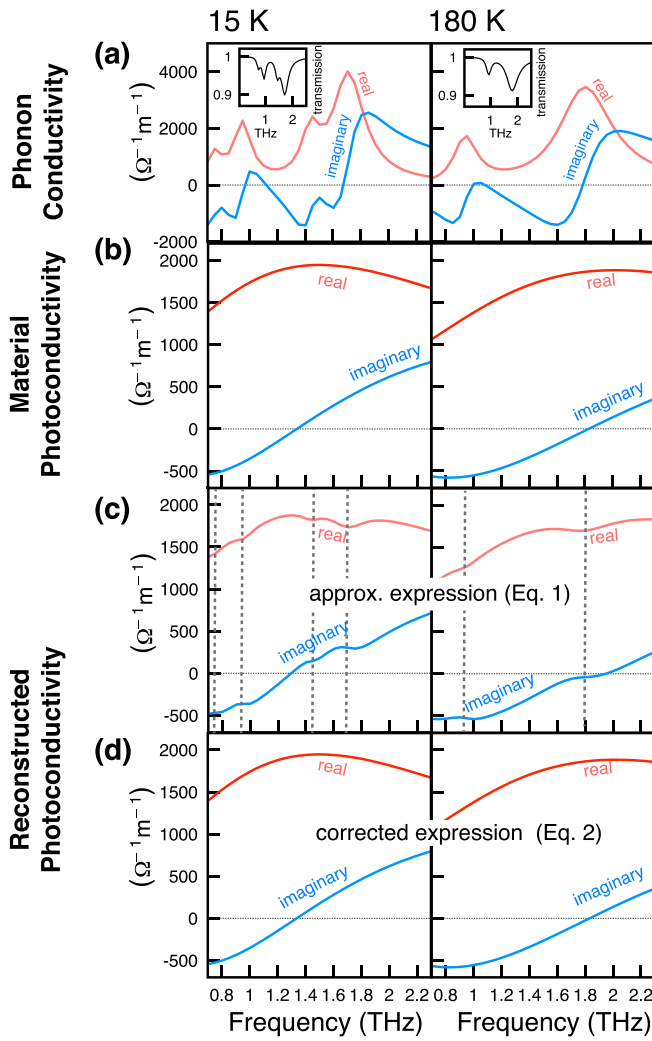 15 K
180 K
(a)
Phonon
Conductivity
(Ω⁻¹m⁻¹)
4000
2000
0
-2000
1
0.9
1
2
THz
transmission
real
imaginary
1
0.9
1
2
THz
transmission
real
imaginary
(b)
Material
Photoconductivity
(Ω⁻¹m⁻¹)
2000
1500
1000
500
0
-500
real
imaginary
real
imaginary
(c)
Reconstructed
Photoconductivity
(Ω⁻¹m⁻¹)
2000
1500
1000
500
0
-500
real
imaginary
real
imaginary
approx. expression (Eq. 1)
(d)
(Ω⁻¹m⁻¹)
2000
1500
1000
500
0
-500
real
imaginary
real
imaginary
corrected expression (Eq. 2)
0.8 1 1.2 1.4 1.6 1.8 2 2.2
0.8 1 1.2 1.4 1.6 1.8 2 2.2
Frequency (THz)
Frequency (THz)